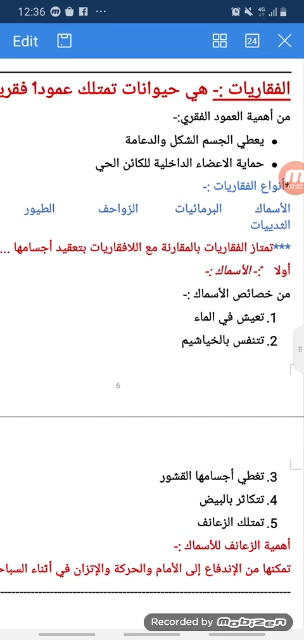 12:36
Edit
24
الفقاريات :- هي حيوانات تمتلك عموداً فقري
من أهمية العمود الفقري:-
• يعطي الجسم الشكل والدعامة
• حماية الاعضاء الداخلية للكائن الحي
*أنواع الفقاريات :-
الأسماك البرمائيات الزواحف الطيور
الثدييات
***تمتاز الفقاريات بالمقارنة مع اللافقاريات بتعقيد أجسامها ...
أولا :- الأسماك :-
من خصائص الأسماك :-
1. تعيش في الماء
2. تتنفس بالخياشيم
6
3. تغطي أجسامها القشور
4. تتكاثر بالبيض
5. تمتلك الزعانف
أهمية الزعانف للأسماك :-
تمكنها من الإندفاع إلى الأمام والحركة والإتزان في أثناء السباح
Recorded by mobizen